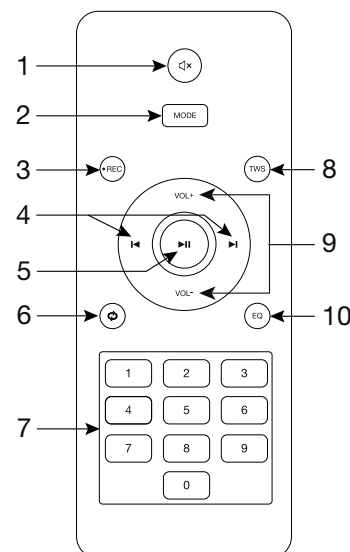 1
2 MODE
3 •REC TWS 8
4 VOL+
9
5
VOL-
6 EQ 10
1 2 3
4 5 6
7
7 8 9
0